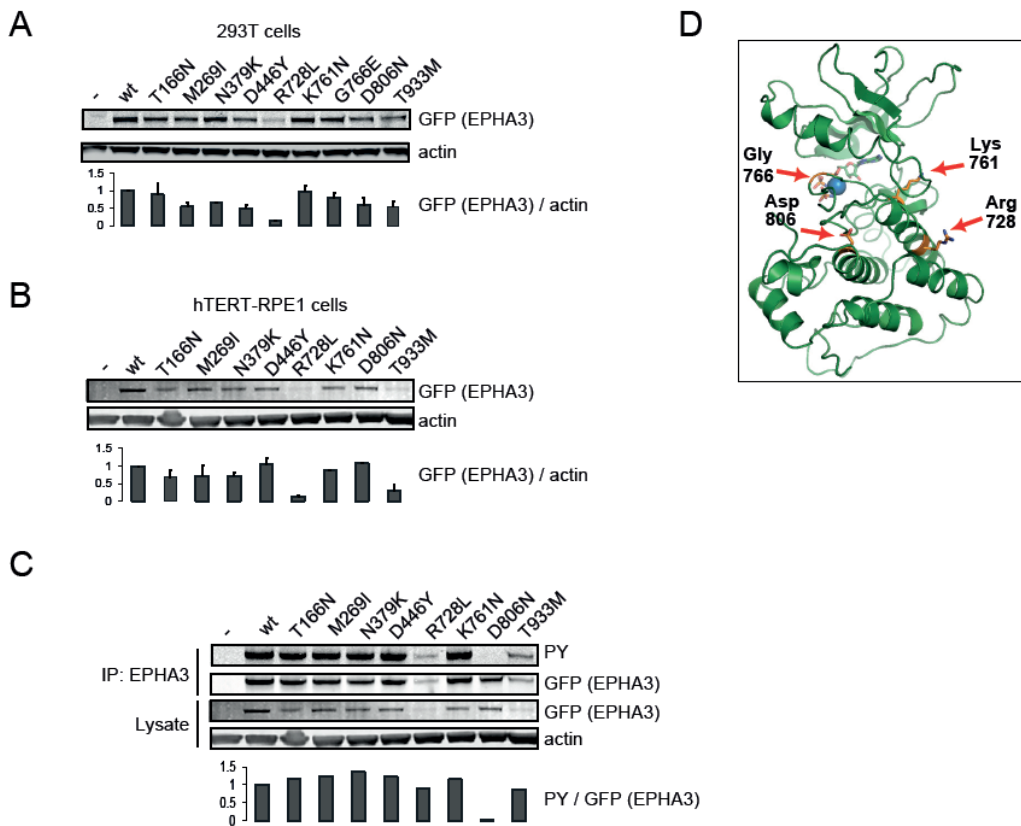 A
293T cells
- wt T166N M269I N379K D446Y R728L K761N G766E D806N T933M
GFP (EPHA3)
actin
1.5
1
0.5
0
GFP (EPHA3) / actin
B
hTERT-RPE1 cells
- wt T166N M269I N379K D446Y R728L K761N D806N T933M
GFP (EPHA3)
actin
1.5
1
0.5
0
GFP (EPHA3) / actin
C
- wt T166N M269I N379K D446Y R728L K761N D806N T933M
IP: EPHA3
PY
GFP (EPHA3)
Lysate
GFP (EPHA3)
actin
1.5
1
0.5
0
PY / GFP (EPHA3)
D
Gly
766
Lys
761
Asp
806
Arg
728